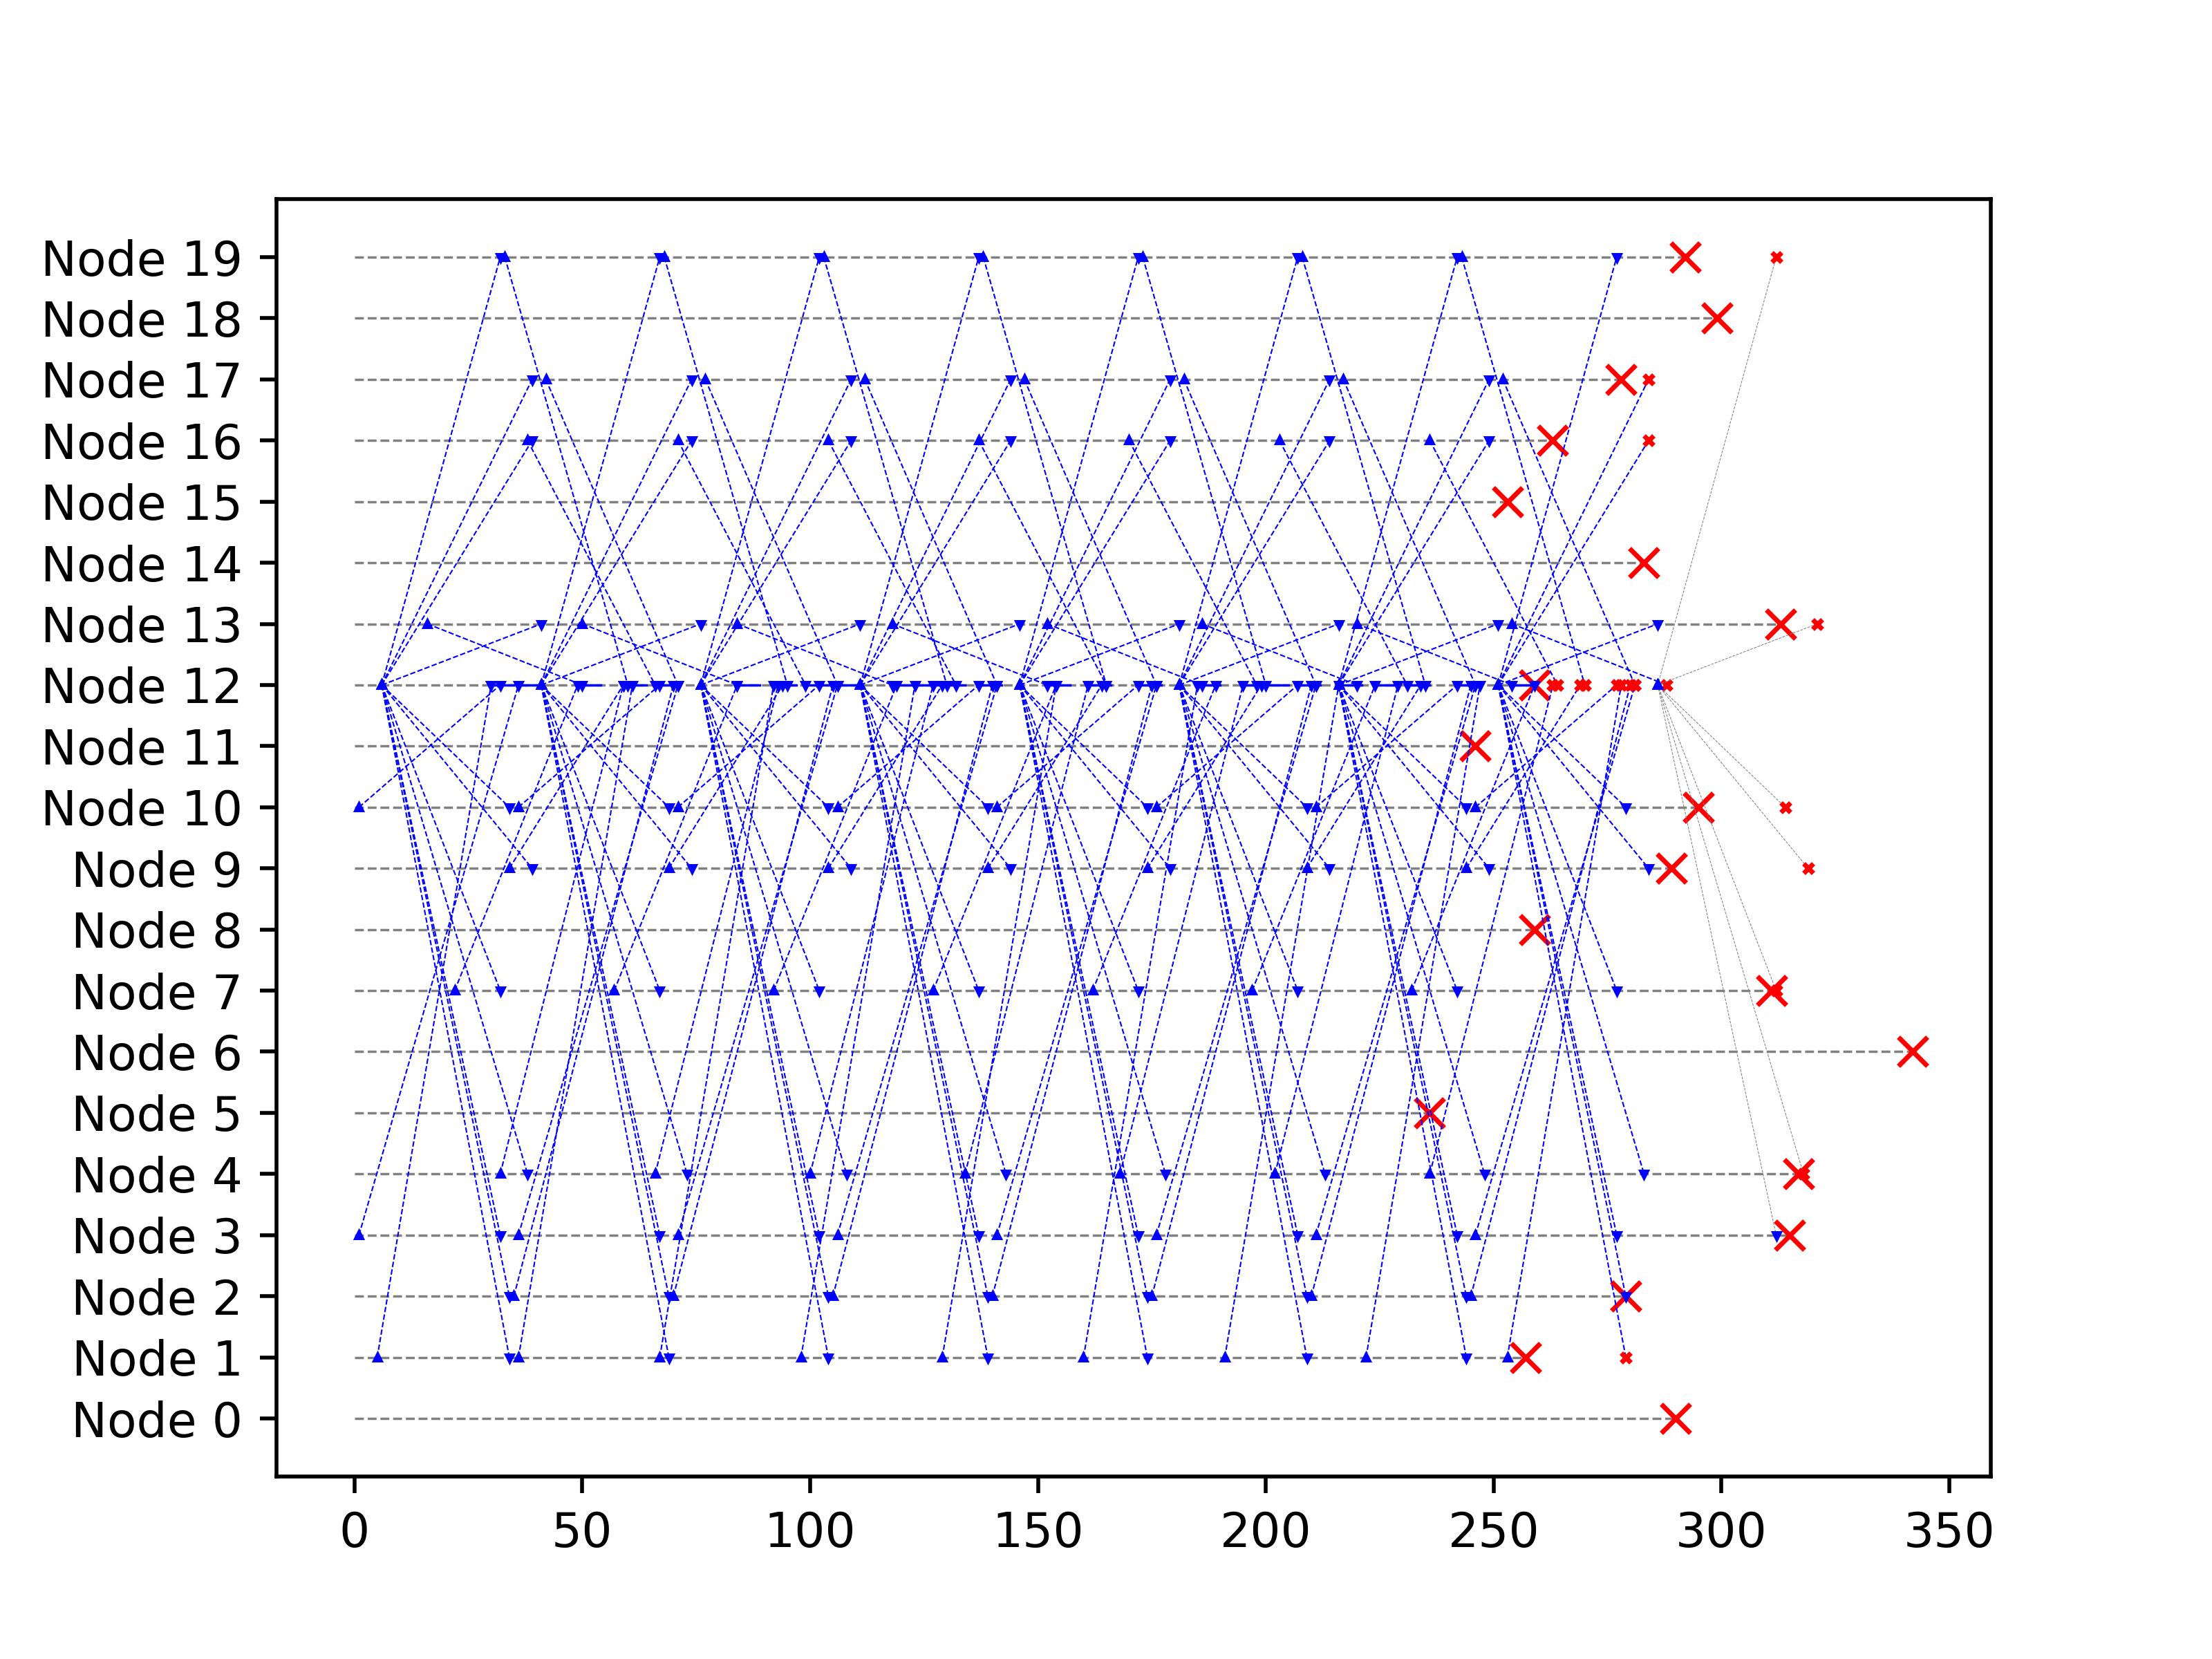 Node 19
Node 18
Node 17
Node 16
Node 15
Node 14
Node 13
Node 12
Node 11
Node 10
Node 9
Node 8
Node 7
Node 6
Node 5
Node 4
Node 3
Node 2
Node 1
Node 0
0 50 100 150 200 250 300 350